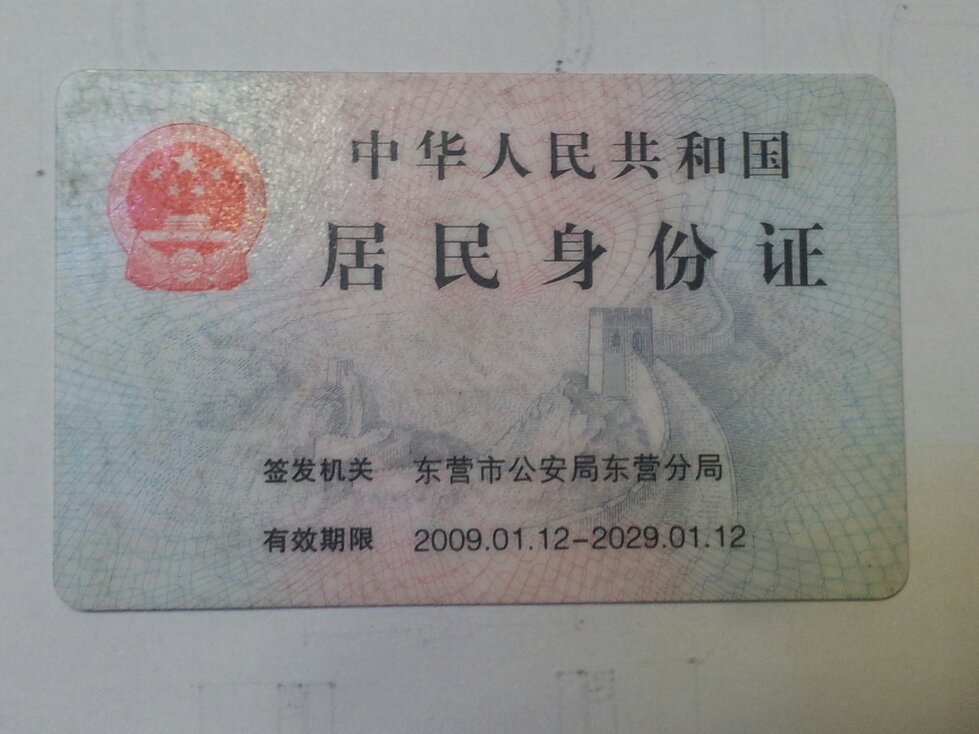 中华人民共和国
居民身份证
签发机关 东营市公安局东营分局
有效期限 2009.01.12-2029.01.12